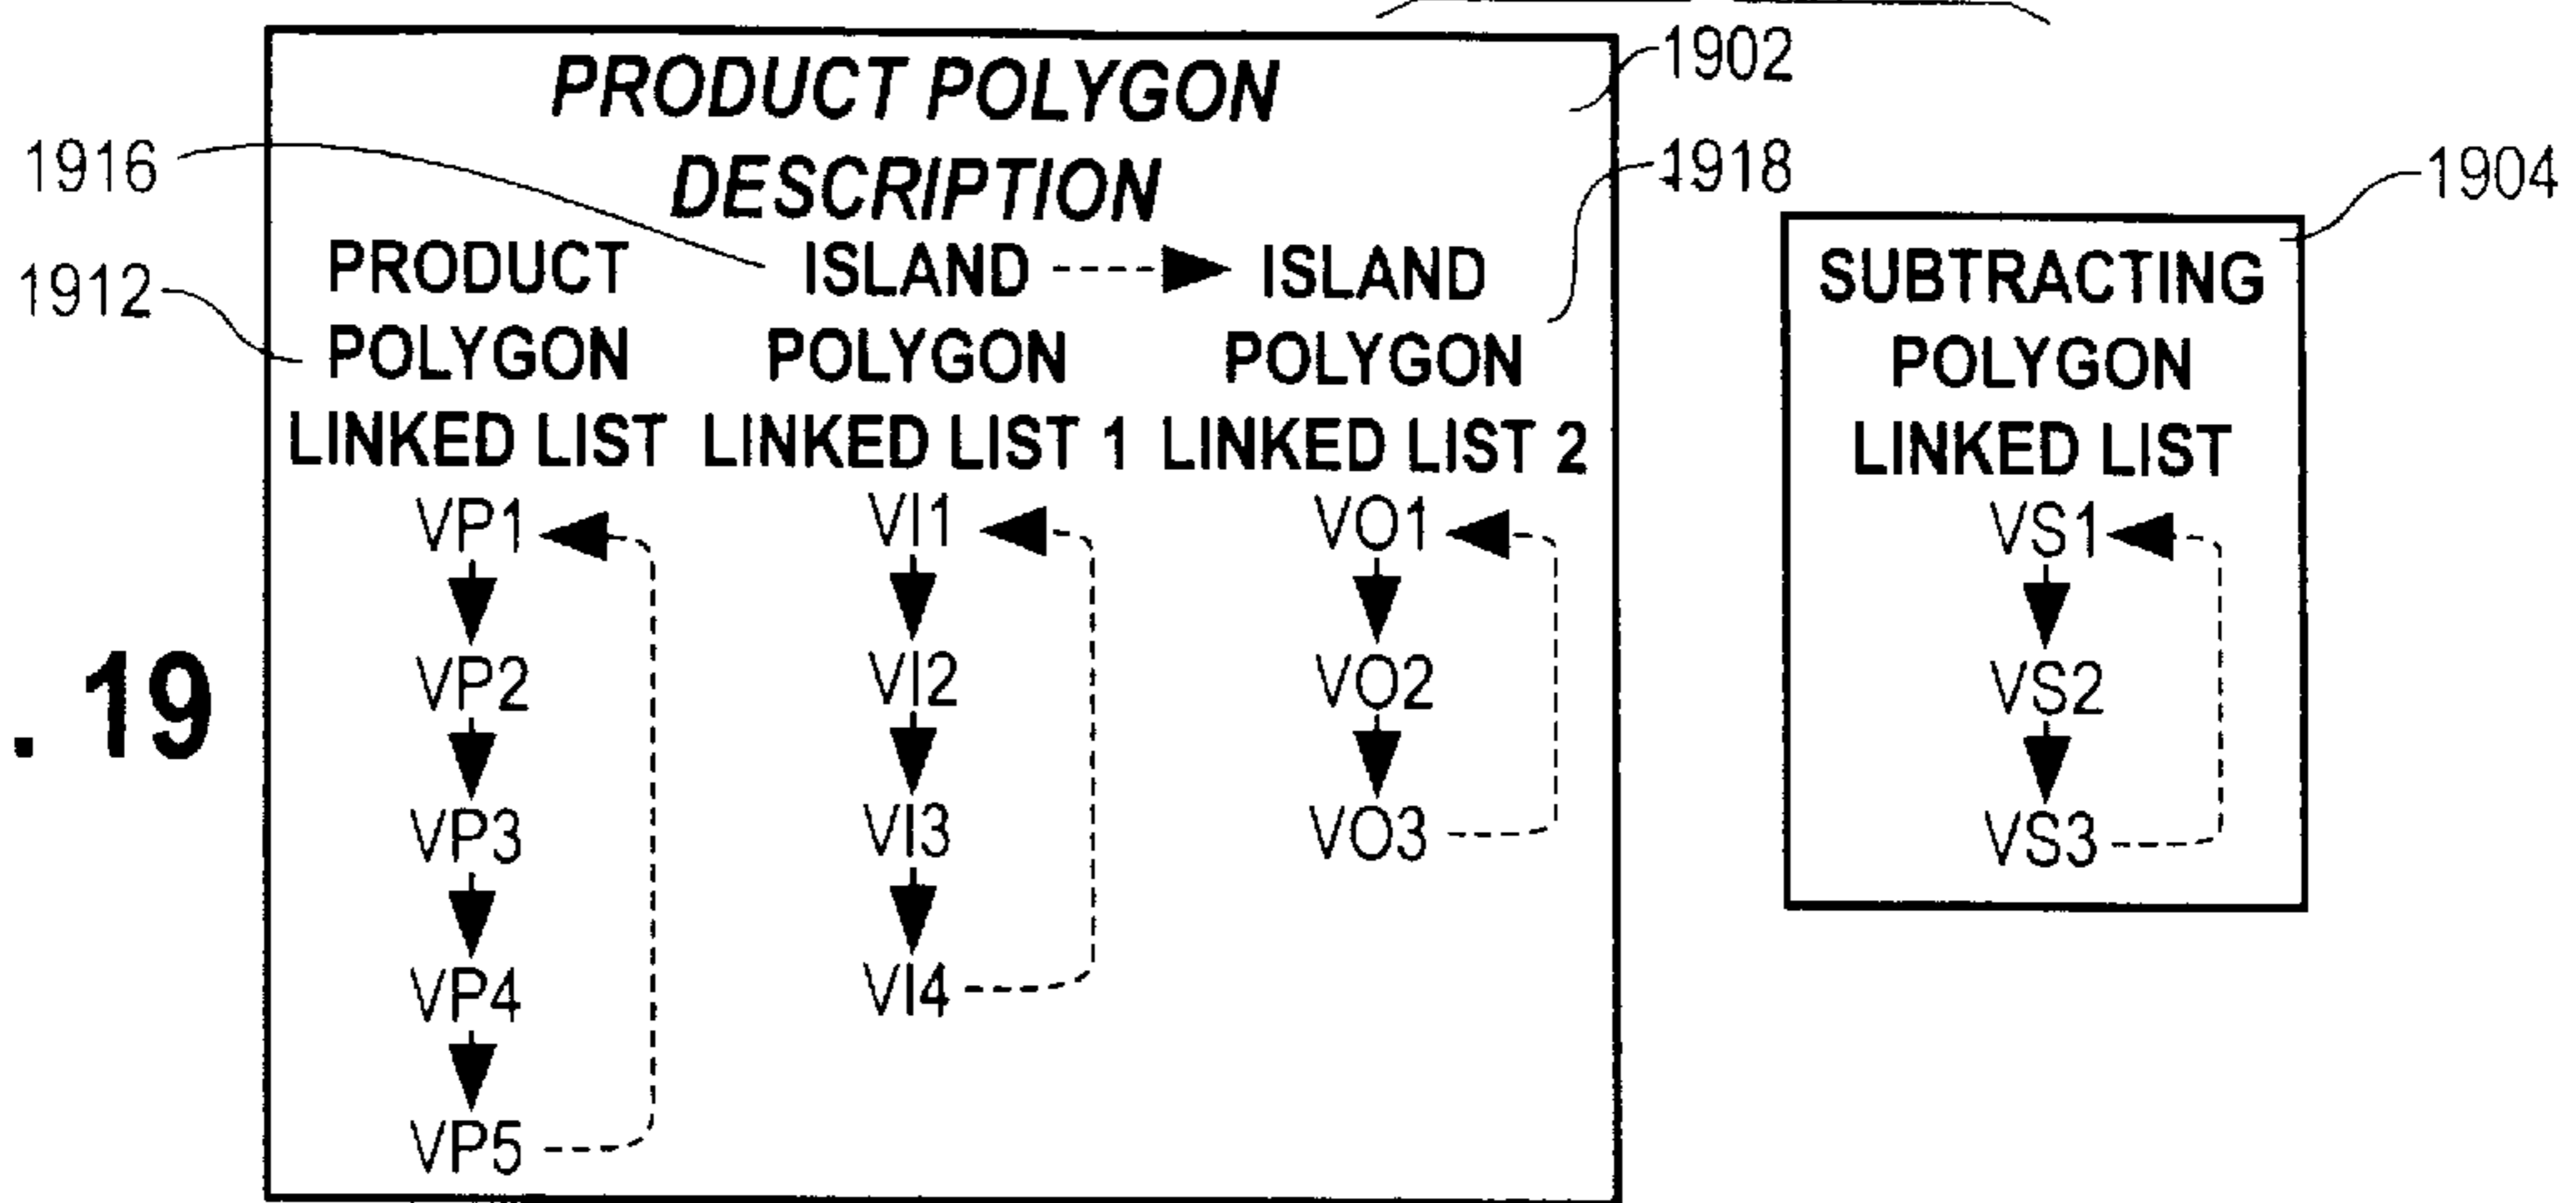 1902
PRODUCT POLYGON
DESCRIPTION
1916
1918
1904
1912
PRODUCT
POLYGON
LINKED LIST
ISLAND
POLYGON
LINKED LIST 1
ISLAND
POLYGON
LINKED LIST 2
SUBTRACTING
POLYGON
LINKED LIST
VP1
VP2
VP3
VP4
VP5
VI1
VI2
VI3
VI4
VO1
VO2
VO3
VS1
VS2
VS3
. 19